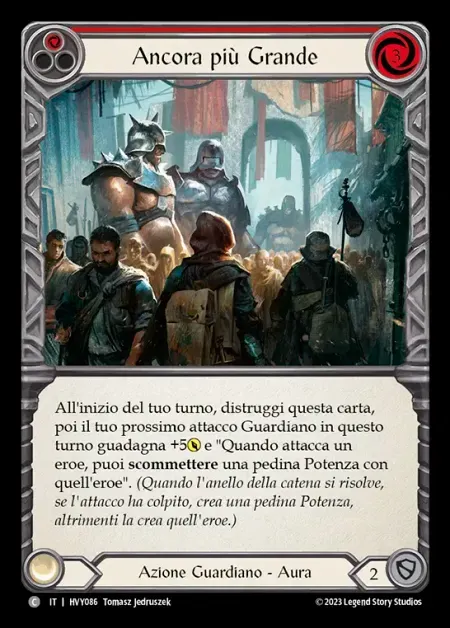 Ancora più Grande
3
All'inizio del tuo turno, distruggi questa carta,
poi il tuo prossimo attacco Guardiano in questo
turno guadagna +5 e "Quando attacca un
eroe, puoi scommettere una pedina Potenza con
quell'eroe". (Quando l'anello della catena si risolve,
se l'attacco ha colpito, crea una pedina Potenza,
altrimenti la crea quell'eroe.)
Azione Guardiano - Aura
2
C IT | HVY086 Tomasz Jedruszek
© 2023 Legend Story Studios